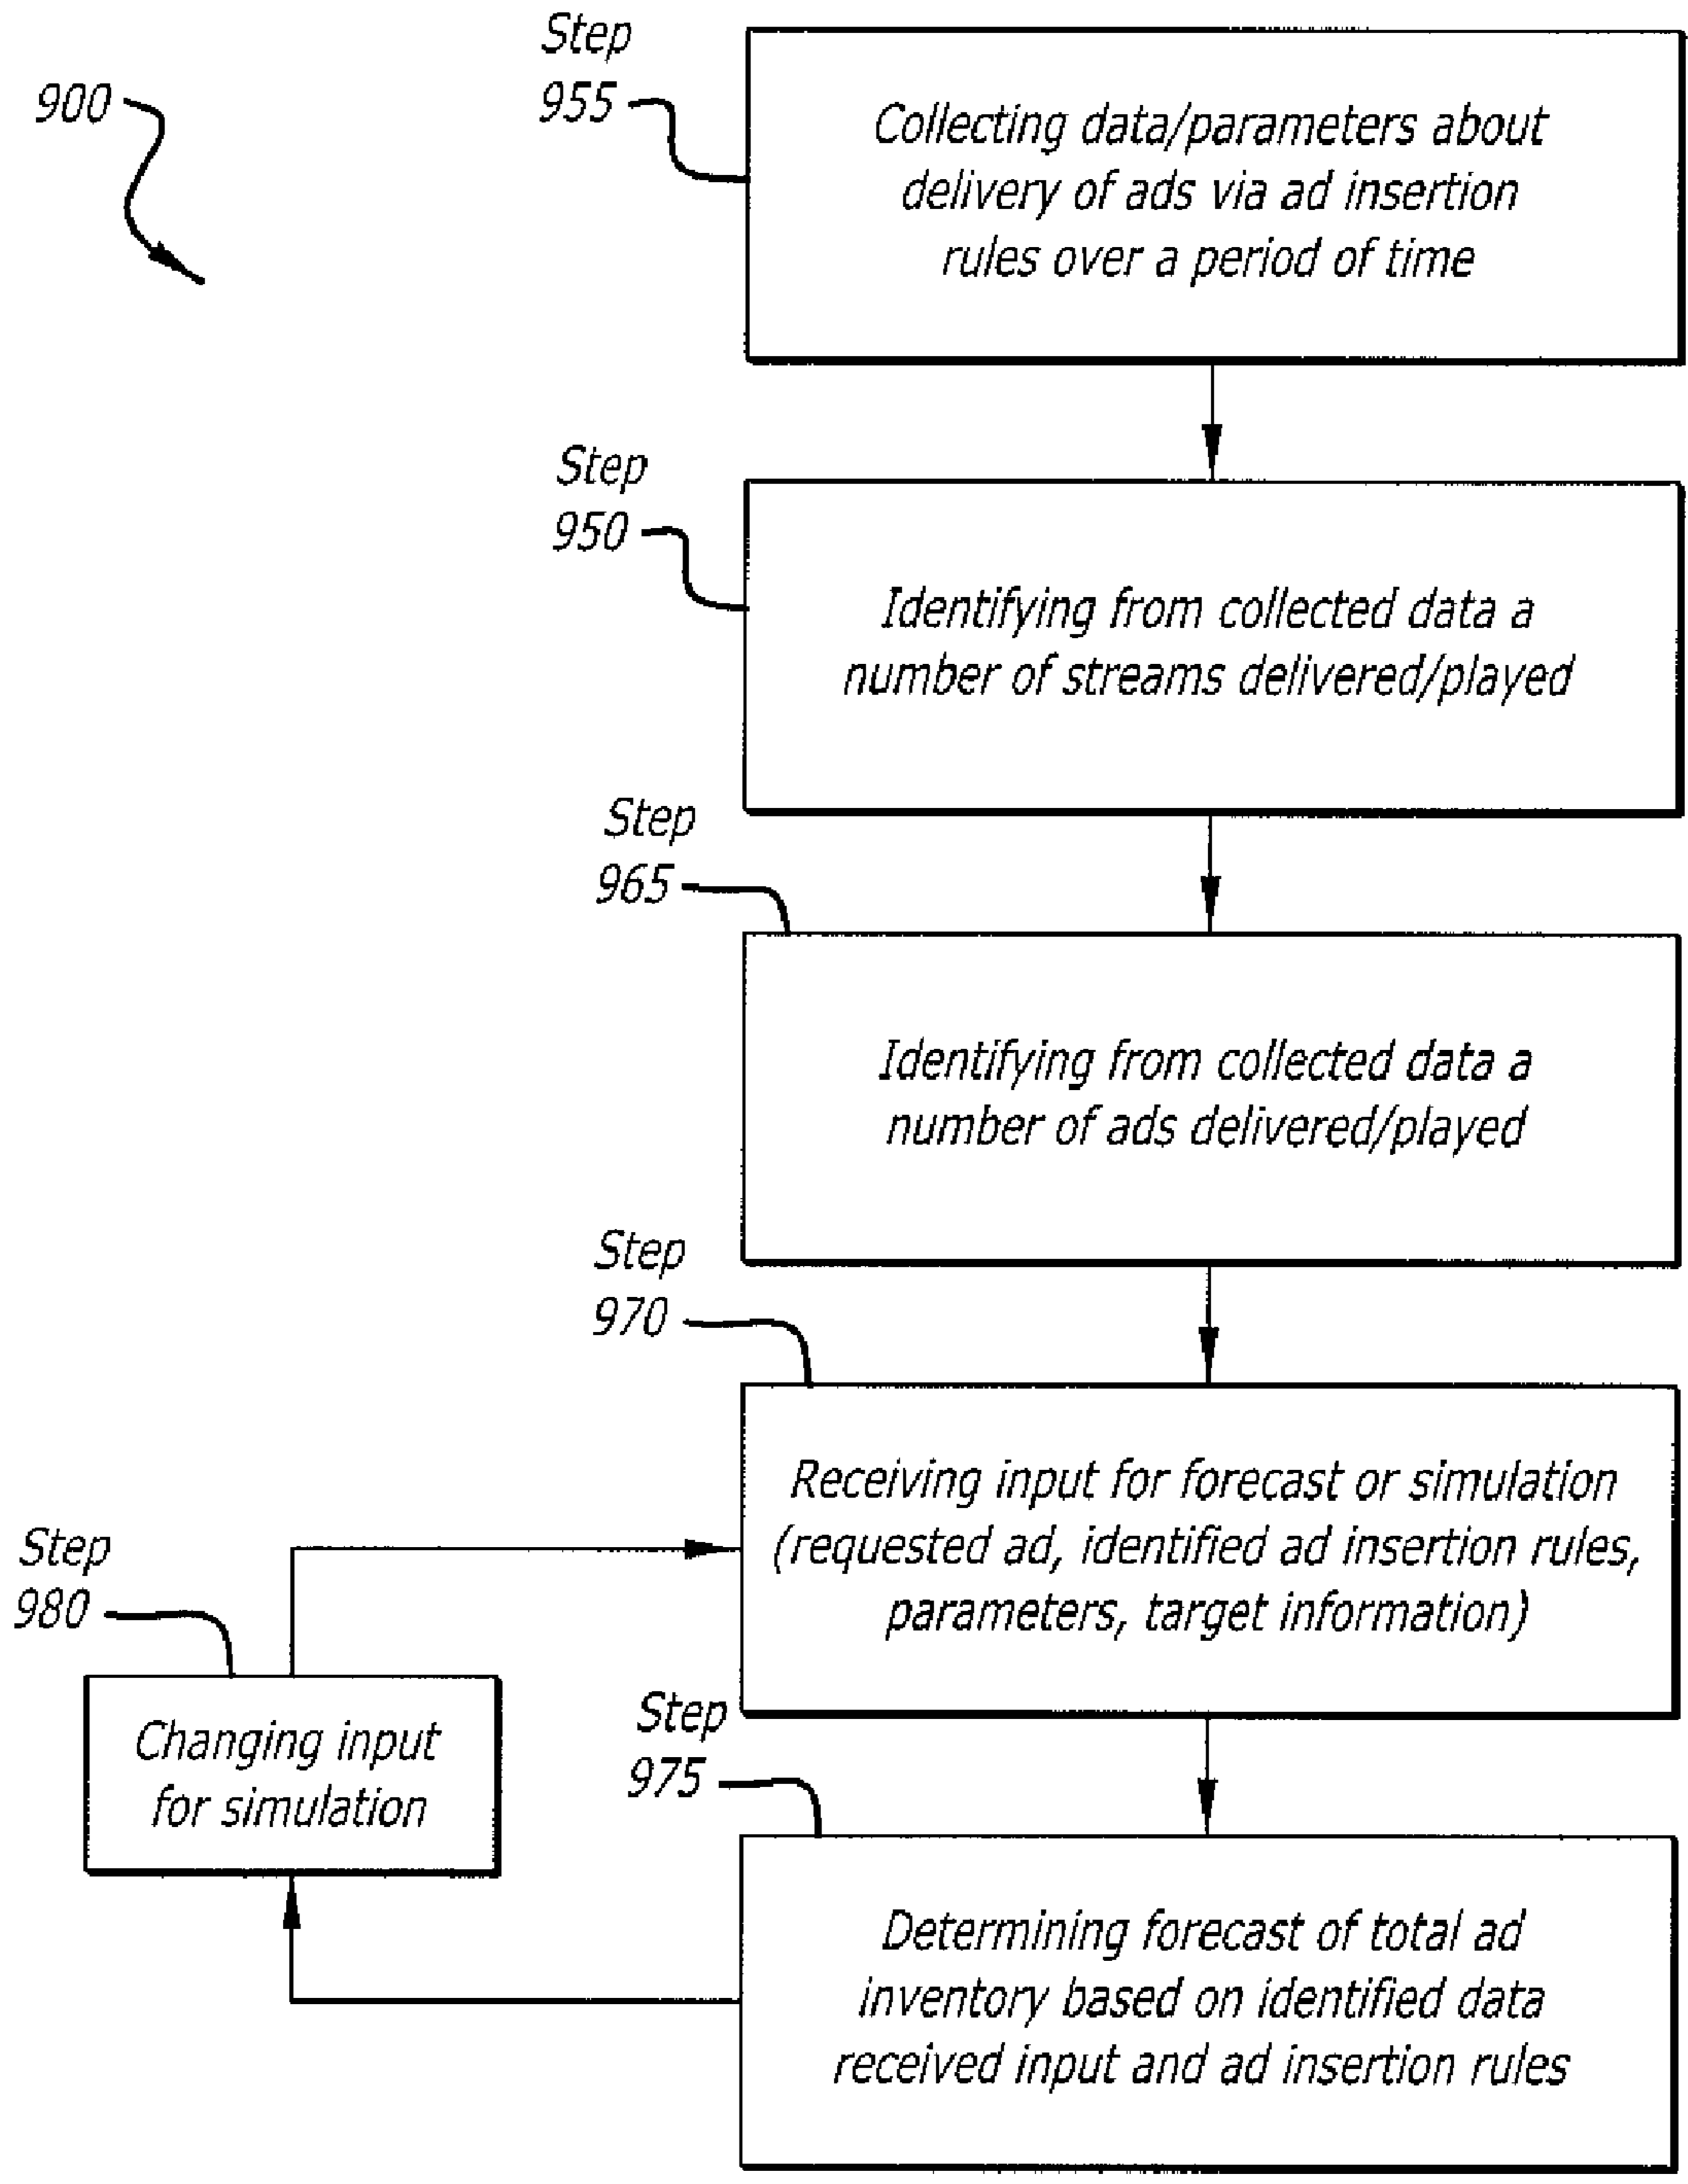 900
Step
955
Collecting data/parameters about
delivery of ads via ad insertion
rules over a period of time
Step
950
Identifying from collected data a
number of streams delivered/played
Step
965
Identifying from collected data a
number of ads delivered/played
Step
970
Receiving input for forecast or simulation
(requested ad, identified ad insertion rules,
parameters, target information)
Step
980
Changing input
for simulation
Step
975
Determining forecast of total ad
inventory based on identified data
received input and ad insertion rules